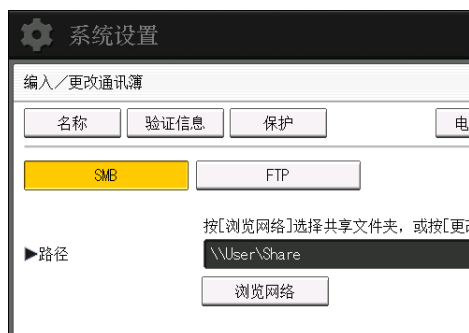 系统设置
编入／更改通讯簿
名称 验证信息 保护 电
SMB FTP
按[浏览网络]选择共享文件夹，或按[更改
▶路径 \\User\Share
浏览网络